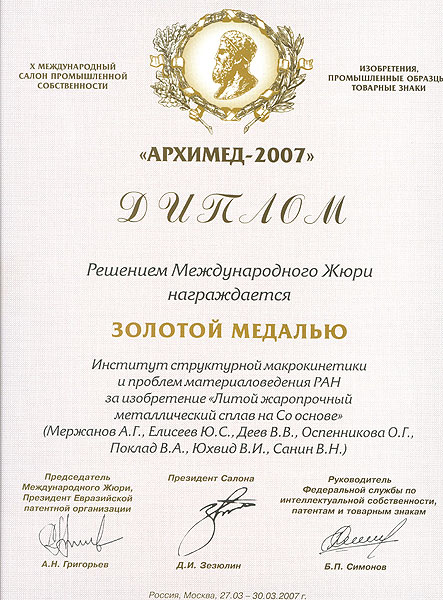 X МЕЖДУНАРОДНЫЙ
САЛОН ПРОМЫШЛЕННОЙ
СОБСТВЕННОСТИ
ИЗОБРЕТЕНИЯ,
ПРОМЫШЛЕННЫЕ ОБРАЗЦЫ
ТОВАРНЫЕ ЗНАКИ
«АРХИМЕД-2007»
ДИПЛОМ
Решением Международного Жюри
награждается
ЗОЛОТОЙ МЕДАЛЬЮ
Институт структурной макрокинетики
и проблем материаловедения РАН
за изобретение «Литой жаропрочный
металлический сплав на Co основе»
(Мержанов А.Г., Елисеев Ю.С., Деев В.В., Оспенникова О.Г.,
Поклад В.А., Юхвид В.И., Санин В.Н.)
Председатель
Международного Жюри,
Президент Евразийской
патентной организации
А.Н. Григорьев
Президент Салона
Д.И. Зезюлин
Руководитель
Федеральной службы по
интеллектуальной собственности,
патентам и товарным знакам
Б.П. Симонов
Россия, Москва, 27.03 – 30.03.2007 г.